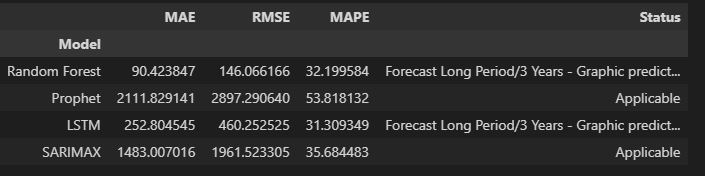 MAE RMSE MAPE Status
Model
Random Forest 90.423847 146.066166 32.199584 Forecast Long Period/3 Years - Graphic predict...
Prophet 2111.829141 2897.290640 53.818132 Applicable
LSTM 252.804545 460.252525 31.309349 Forecast Long Period/3 Years - Graphic predict...
SARIMAX 1483.007016 1961.523305 35.684483 Applicable